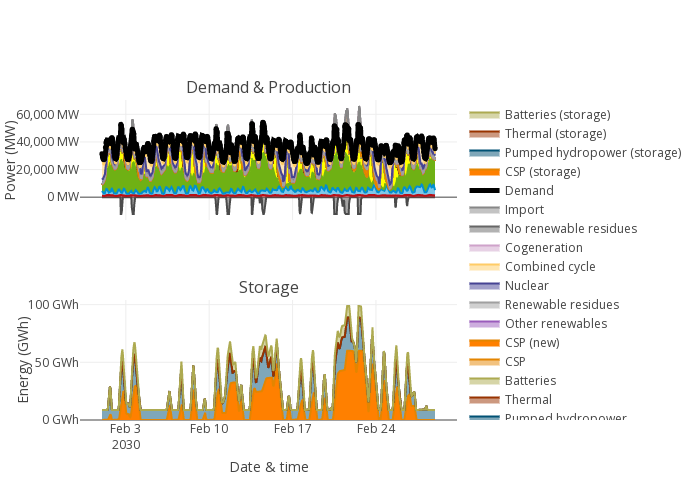 Demand & Production
60,000 MW
40,000 MW
20,000 MW
0 MW
Power (MW)
Storage
100 GWh
50 GWh
0 GWh
Energy (GWh)
Feb 3
2030
Feb 10
Feb 17
Feb 24
Date & time
Batteries (storage)
Thermal (storage)
Pumped hydropower (storage)
CSP (storage)
Demand
Import
No renewable residues
Cogeneration
Combined cycle
Nuclear
Renewable residues
Other renewables
CSP (new)
CSP
Batteries
Thermal
Pumped hydropower